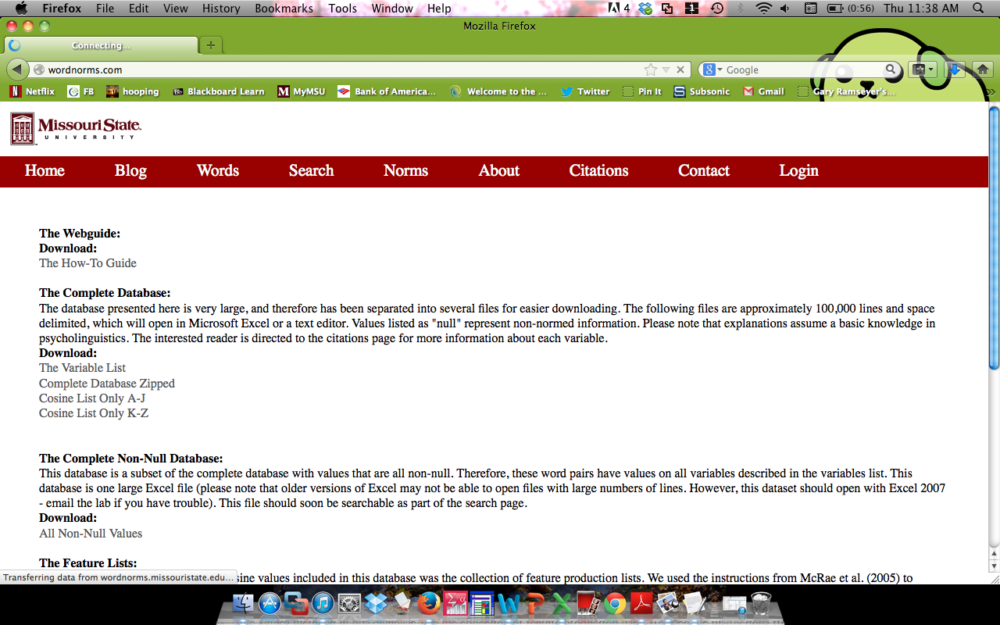 Firefox File Edit View History Bookmarks Tools Window Help 4 1 (0:56) Thu 11:38 AM
Mozilla Firefox
Connecting...
wordnorms.com Google
Netflix FB hooping Blackboard Learn MyMSU Bank of America... Welcome to the ... Twitter Pin It Subsonic Gmail Gary Ramseyer's...
Missouri State
UNIVERSITY
Home Blog Words Search Norms About Citations Contact Login
The Webguide:
Download:
The How-To Guide
The Complete Database:
The database presented here is very large, and therefore has been separated into several files for easier downloading. The following files are approximately 100,000 lines and space
delimited, which will open in Microsoft Excel or a text editor. Values listed as "null" represent non-normed information. Please note that explanations assume a basic knowledge in
psycholinguistics. The interested reader is directed to the citations page for more information about each variable.
Download:
The Variable List
Complete Database Zipped
Cosine List Only A-J
Cosine List Only K-Z
The Complete Non-Null Database:
This database is a subset of the complete database with values that are all non-null. Therefore, these word pairs have values on all variables described in the variables list. This
database is one large Excel file (please note that older versions of Excel may not be able to open files with large numbers of lines. However, this dataset should open with Excel 2007
- email the lab if you have trouble). This file should soon be searchable as part of the search page.
Download:
All Non-Null Values
The Feature Lists:
Transferring data from wordnorms.missouristate.edu... sine values included in this database was the collection of feature production lists. We used the instructions from McRae et al. (2005) to